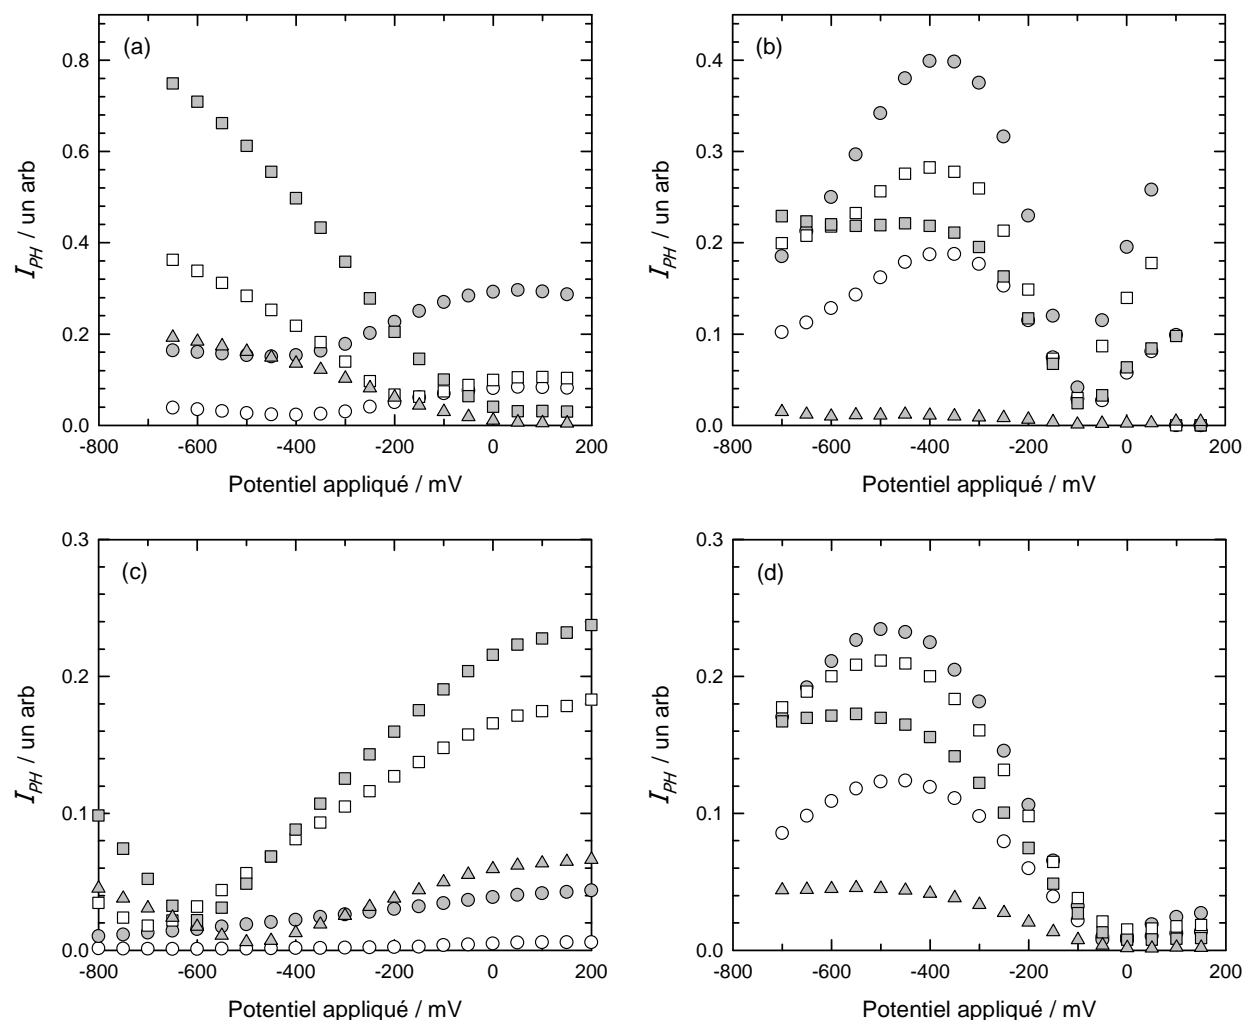 (a)
0.8
0.6
0.4
0.2
0.0
I_PH / un arb
-800 -600 -400 -200 0 200
Potentiel appliqué / mV
(b)
0.4
0.3
0.2
0.1
0.0
I_PH / un arb
-800 -600 -400 -200 0 200
Potentiel appliqué / mV
(c)
0.3
0.2
0.1
0.0
I_PH / un arb
-800 -600 -400 -200 0 200
Potentiel appliqué / mV
(d)
0.3
0.2
0.1
0.0
I_PH / un arb
-800 -600 -400 -200 0 200
Potentiel appliqué / mV